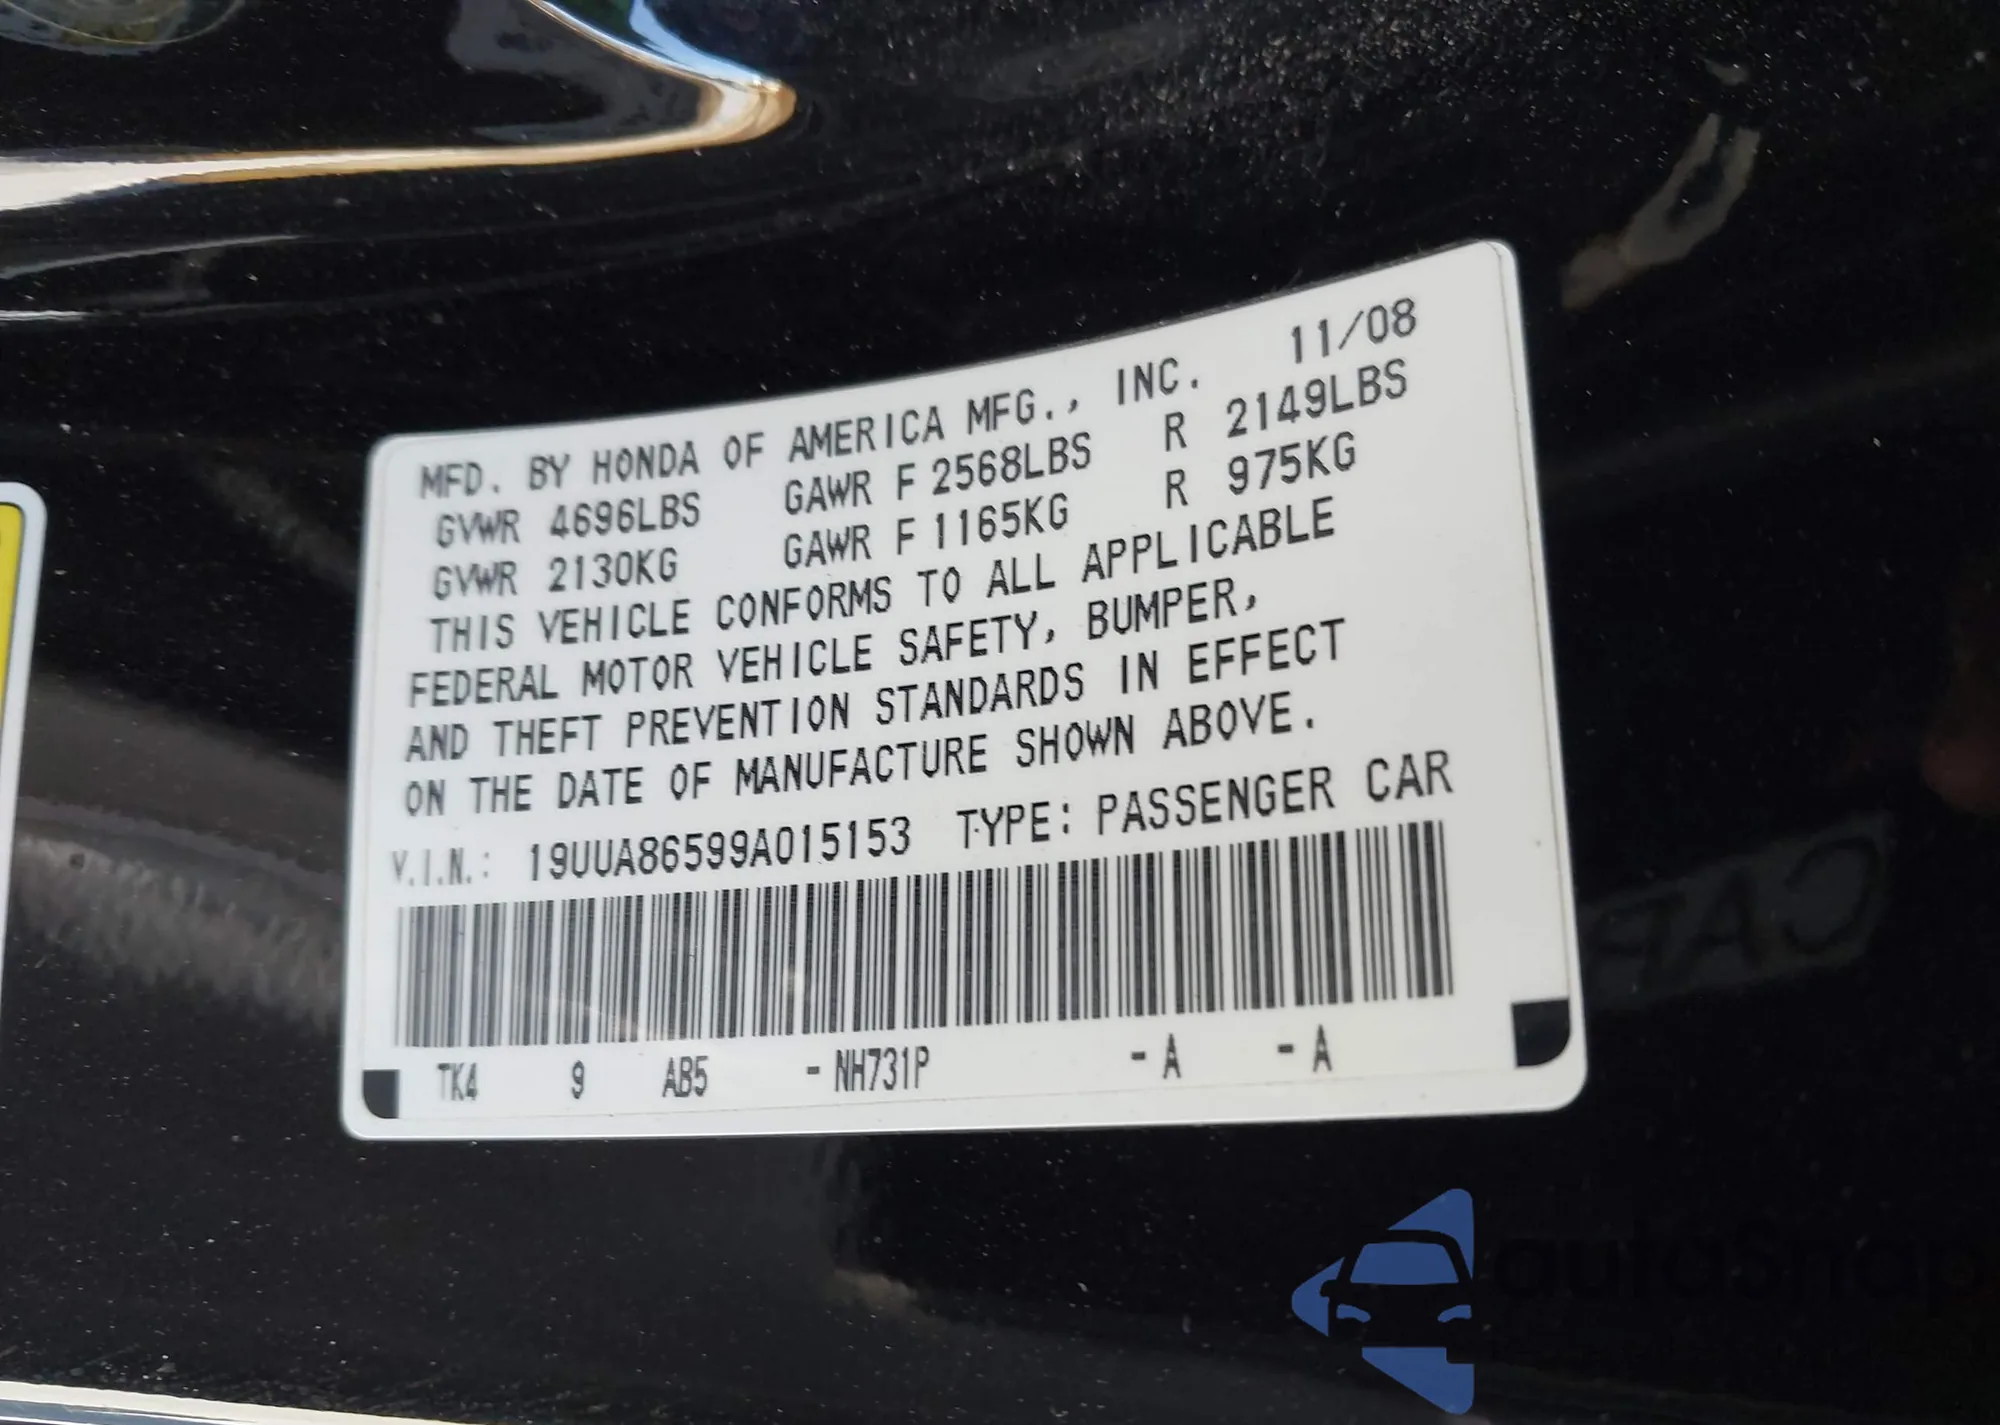 MFD. BY HONDA OF AMERICA MFG., INC. 11/08
GVWR 4696LBS GAWR F 2568LBS R 2149LBS
GVWR 2130KG GAWR F 1165KG R 975KG
THIS VEHICLE CONFORMS TO ALL APPLICABLE
FEDERAL MOTOR VEHICLE SAFETY, BUMPER,
AND THEFT PREVENTION STANDARDS IN EFFECT
ON THE DATE OF MANUFACTURE SHOWN ABOVE.
V.I.N.: 19UUA86599A015153 TYPE: PASSENGER CAR
TK4 9 AB5 -NH731P -A -A
autoshop